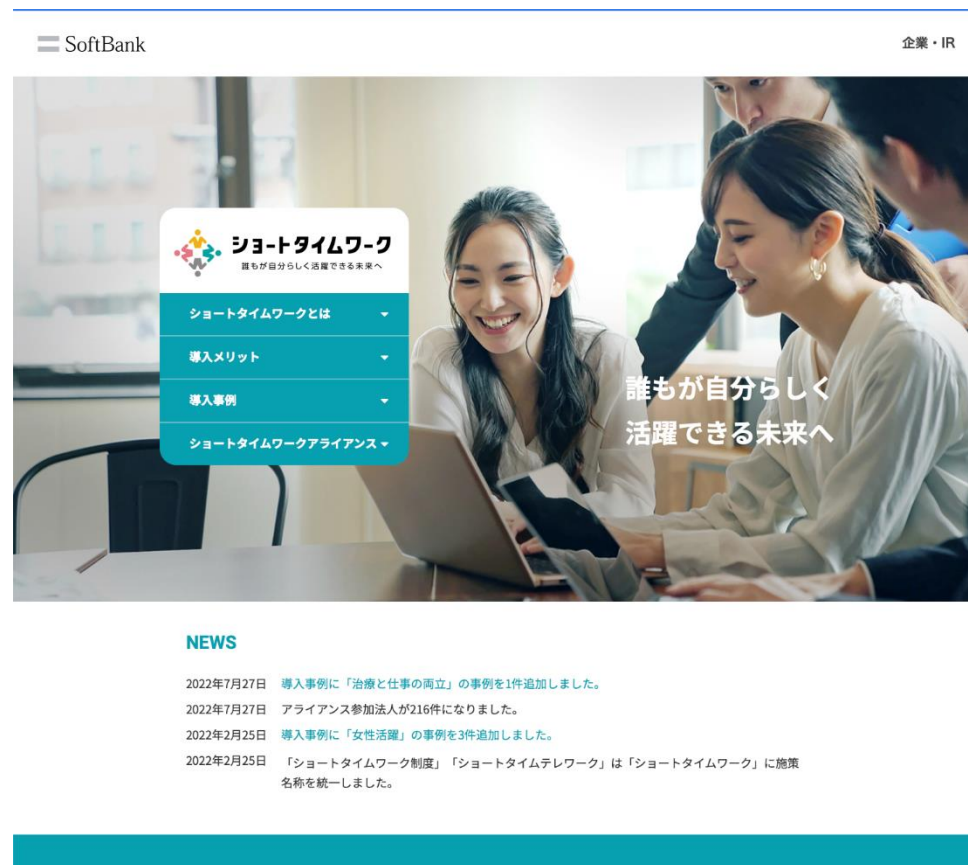 SoftBank
企業・IR
ショートタイムワーク
誰もが自分らしく活躍できる未来へ
ショートタイムワークとは
導入メリット
導入事例
ショートタイムワークアライアンス
誰もが自分らしく
活躍できる未来へ
NEWS
2022年7月27日 導入事例に「治療と仕事の両立」の事例を1件追加しました。
2022年7月27日 アライアンス参加法人が216件になりました。
2022年2月25日 導入事例に「女性活躍」の事例を3件追加しました。
2022年2月25日 「ショートタイムワーク制度」「ショートタイムテレワーク」は「ショートタイムワーク」に施策
名称を統一しました。